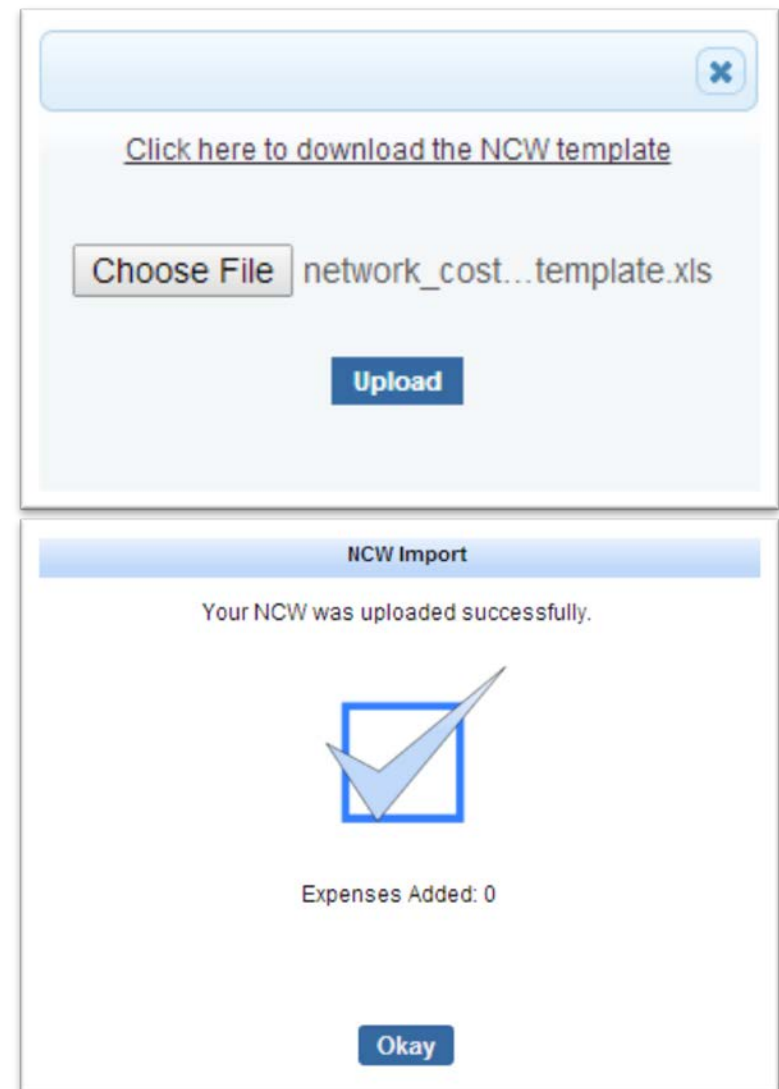 Click here to download the NCW template
Choose File network_cost...template.xls
Upload
NCW Import
Your NCW was uploaded successfully.
Expenses Added: 0
Okay